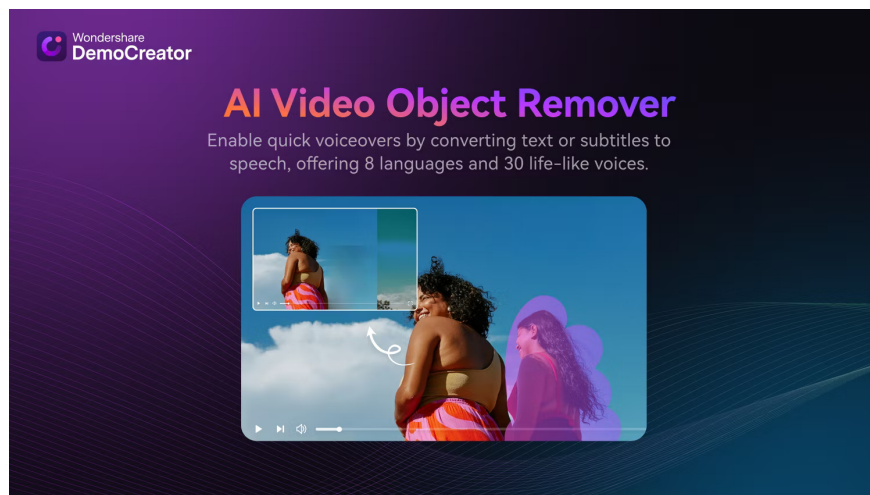 Wondershare
DemoCreator
AI Video Object Remover
Enable quick voiceovers by converting text or subtitles to
speech, offering 8 languages and 30 life-like voices.